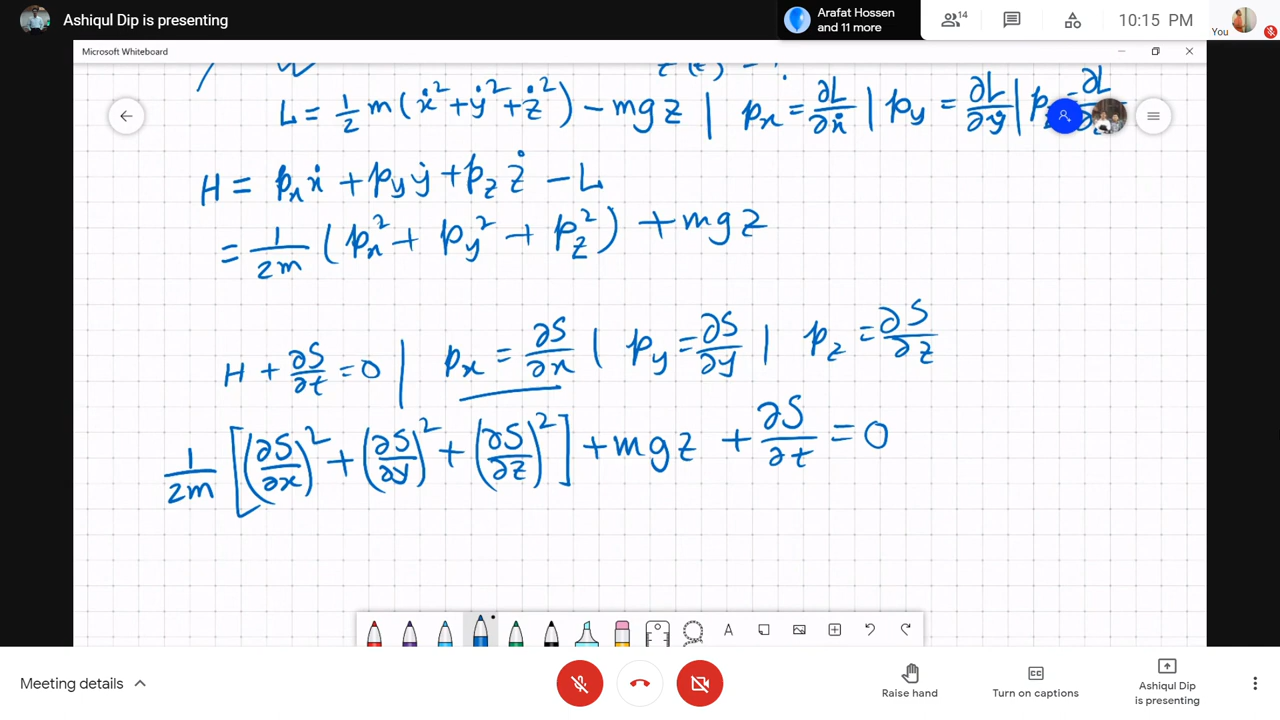 Ashiqul Dip is presenting
Arafat Hossen
and 11 more
14
10:15 PM
You
Microsoft Whiteboard
L = 1/2 m(ẋ² + ẏ² + ż²) − mgz | pₓ = ∂L/∂ẋ | p_y = ∂L/∂ẏ | p
H = pₓẋ + p_yẏ + p_zż − L
= 1/2m (pₓ² + p_y² + p_z²) + mgz
H + ∂S/∂t = 0 | pₓ = ∂S/∂x | p_y = ∂S/∂y | p_z = ∂S/∂z
1/2m [(∂S/∂x)² + (∂S/∂y)² + (∂S/∂z)²] + mgz + ∂S/∂t = 0
A
Meeting details
Raise hand
Turn on captions
Ashiqul Dip
is presenting